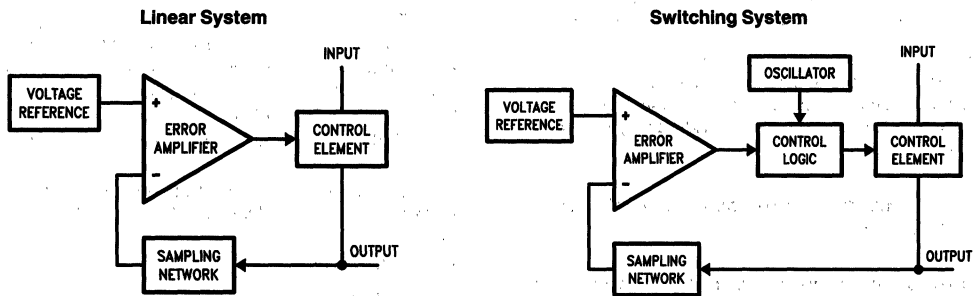 Linear System
INPUT
VOLTAGE
REFERENCE
+
ERROR
AMPLIFIER
-
CONTROL
ELEMENT
OUTPUT
SAMPLING
NETWORK
Switching System
INPUT
OSCILLATOR
VOLTAGE
REFERENCE
+
ERROR
AMPLIFIER
-
CONTROL
LOGIC
CONTROL
ELEMENT
OUTPUT
SAMPLING
NETWORK